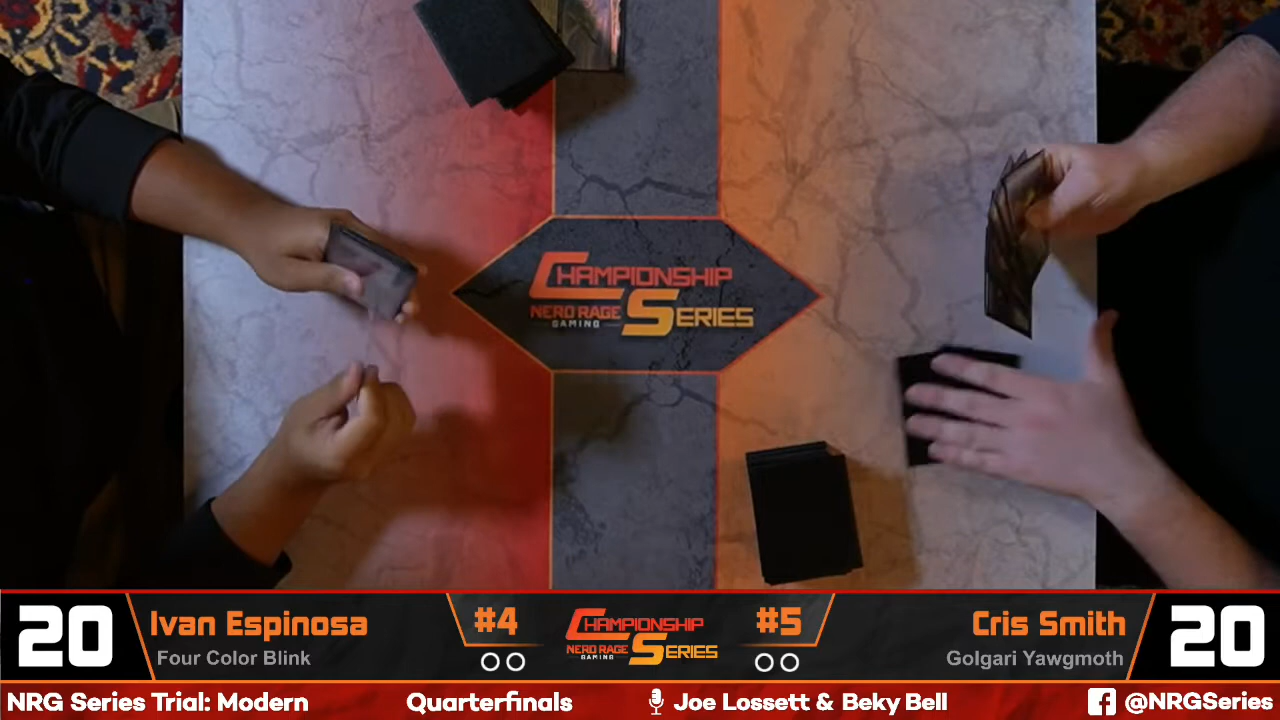 CHAMPIONSHIP
NERD RAGE
GAMING
SERIES
20
Ivan Espinosa
Four Color Blink
#4
CHAMPIONSHIP
NERD RAGE
GAMING
SERIES
#5
Cris Smith
Golgari Yawgmoth
20
NRG Series Trial: Modern
Quarterfinals
Joe Lossett & Beky Bell
@NRGSeries